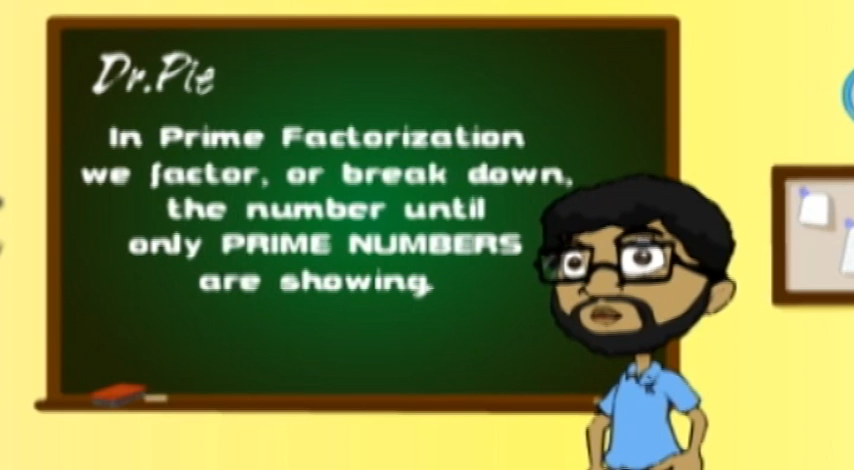 Dr.Pie
In Prime Factorization
we factor, or break down,
the number until
only PRIME NUMBERS
are showing.